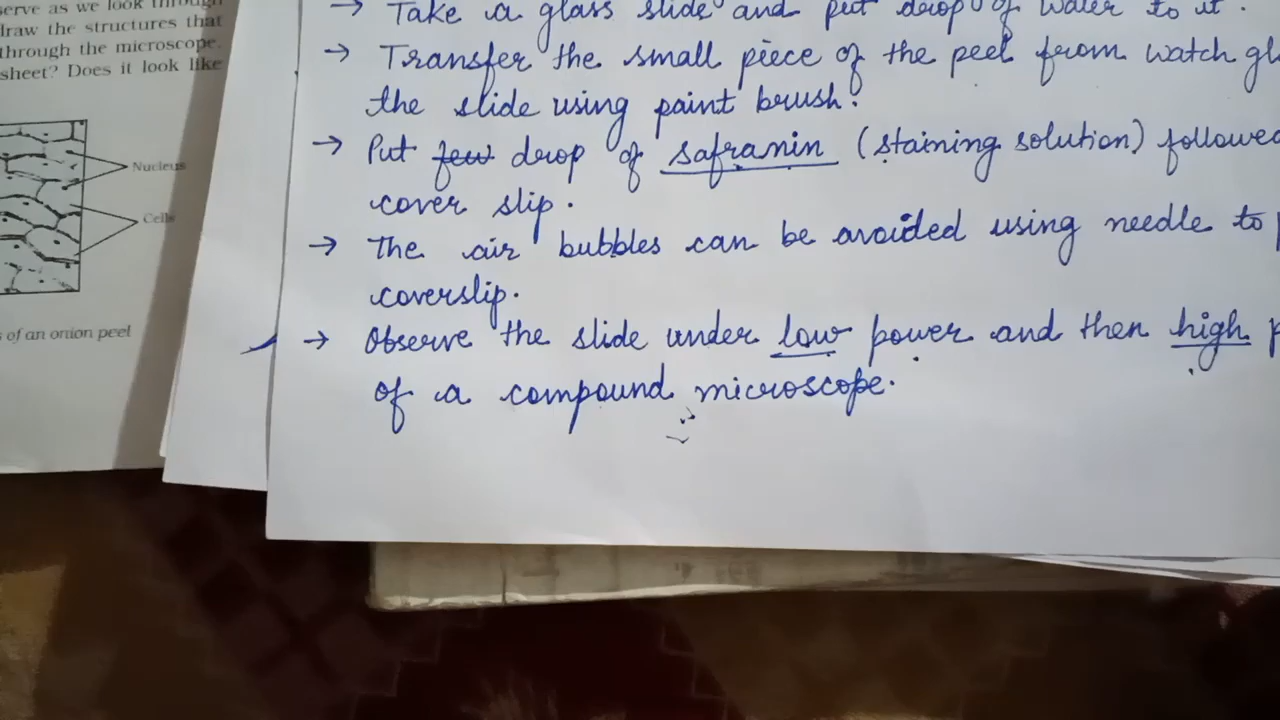 serve as we look through
draw the structures that
through the microscope.
sheet? Does it look like
Nucleus
Cells
of an onion peel
→ Take a glass slide and put drop of water to it.
→ Transfer the small piece of the peel from watch gl
the slide using paint brush.
→ Put few drop of safranin (staining solution) followed
cover slip.
→ The air bubbles can be avoided using needle to
coverslip.
→ Observe the slide under low power and then high p
of a compound microscope.